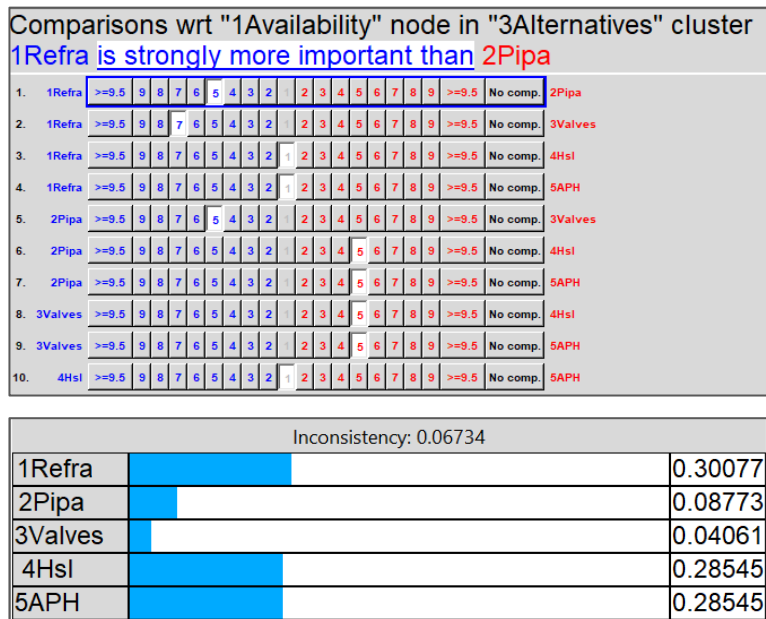 Comparisons wrt "1Availability" node in "3Alternatives" cluster
1Refra is strongly more important than 2Pipa
1. 1Refra >=9.5 9 8 7 6 5 4 3 2 1 2 3 4 5 6 7 8 9 >=9.5 No comp. 2Pipa
2. 1Refra >=9.5 9 8 7 6 5 4 3 2 1 2 3 4 5 6 7 8 9 >=9.5 No comp. 3Valves
3. 1Refra >=9.5 9 8 7 6 5 4 3 2 1 2 3 4 5 6 7 8 9 >=9.5 No comp. 4Hsl
4. 1Refra >=9.5 9 8 7 6 5 4 3 2 1 2 3 4 5 6 7 8 9 >=9.5 No comp. 5APH
5. 2Pipa >=9.5 9 8 7 6 5 4 3 2 1 2 3 4 5 6 7 8 9 >=9.5 No comp. 3Valves
6. 2Pipa >=9.5 9 8 7 6 5 4 3 2 1 2 3 4 5 6 7 8 9 >=9.5 No comp. 4Hsl
7. 2Pipa >=9.5 9 8 7 6 5 4 3 2 1 2 3 4 5 6 7 8 9 >=9.5 No comp. 5APH
8. 3Valves >=9.5 9 8 7 6 5 4 3 2 1 2 3 4 5 6 7 8 9 >=9.5 No comp. 4Hsl
9. 3Valves >=9.5 9 8 7 6 5 4 3 2 1 2 3 4 5 6 7 8 9 >=9.5 No comp. 5APH
10. 4Hsl >=9.5 9 8 7 6 5 4 3 2 1 2 3 4 5 6 7 8 9 >=9.5 No comp. 5APH
Inconsistency: 0.06734
1Refra 0.30077
2Pipa 0.08773
3Valves 0.04061
4Hsl 0.28545
5APH 0.28545